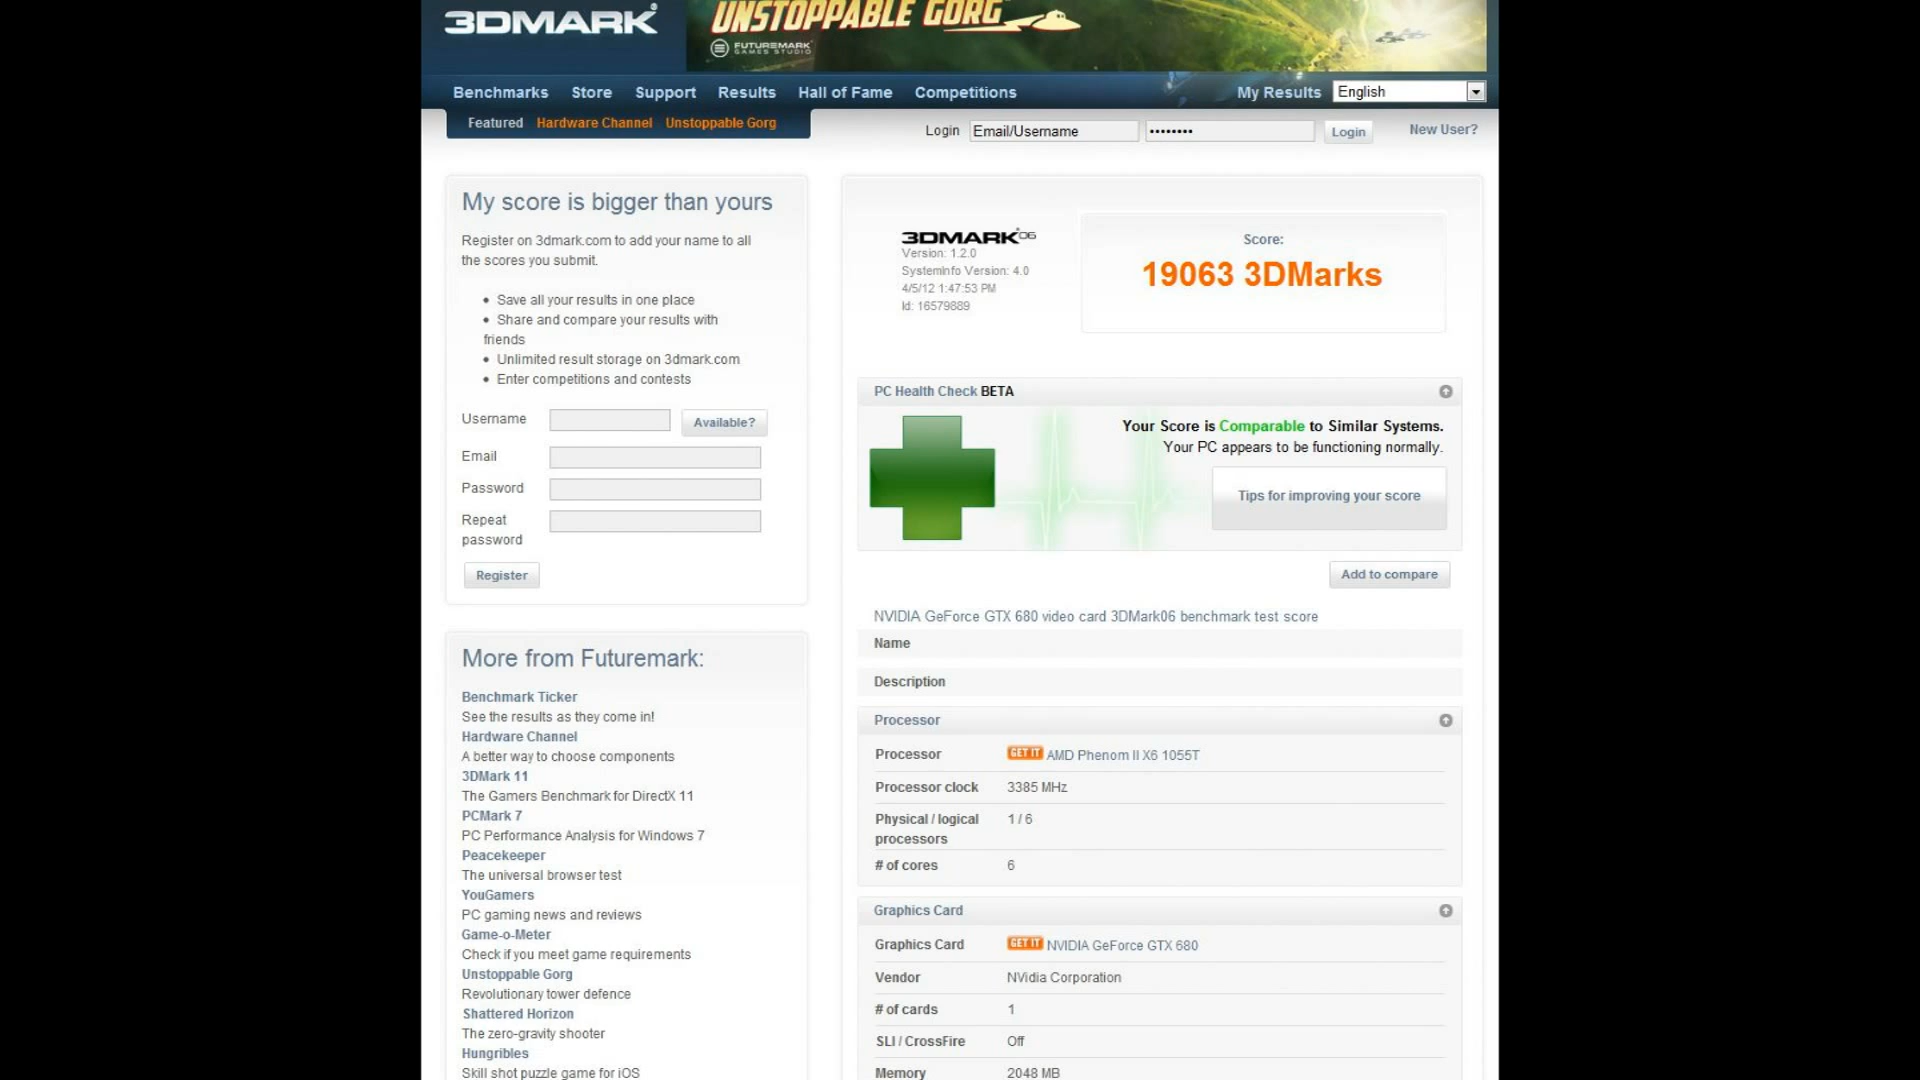 3DMARK
UNSTOPPABLE GORG
FUTUREMARK
GAMES STUDIO
Benchmarks Store Support Results Hall of Fame Competitions My Results English
Featured Hardware Channel Unstoppable Gorg
Login Email/Username •••••••• Login New User?
My score is bigger than yours
Register on 3dmark.com to add your name to all
the scores you submit.
• Save all your results in one place
• Share and compare your results with
friends
• Unlimited result storage on 3dmark.com
• Enter competitions and contests
Username Available?
Email
Password
Repeat
password
Register
More from Futuremark:
Benchmark Ticker
See the results as they come in!
Hardware Channel
A better way to choose components
3DMark 11
The Gamers Benchmark for DirectX 11
PCMark 7
PC Performance Analysis for Windows 7
Peacekeeper
The universal browser test
YouGamers
PC gaming news and reviews
Game-o-Meter
Check if you meet game requirements
Unstoppable Gorg
Revolutionary tower defence
Shattered Horizon
The zero-gravity shooter
Hungribles
Skill shot puzzle game for iOS
3DMARK®06
Version: 1.2.0
SystemInfo Version: 4.0
4/5/12 1:47:53 PM
Id: 16579889
Score:
19063 3DMarks
PC Health Check BETA
Your Score is Comparable to Similar Systems.
Your PC appears to be functioning normally.
Tips for improving your score
Add to compare
NVIDIA GeForce GTX 680 video card 3DMark06 benchmark test score
Name
Description
Processor
Processor GET IT AMD Phenom II X6 1055T
Processor clock 3385 MHz
Physical / logical 1 / 6
processors
# of cores 6
Graphics Card
Graphics Card GET IT NVIDIA GeForce GTX 680
Vendor NVidia Corporation
# of cards 1
SLI / CrossFire Off
Memory 2048 MB